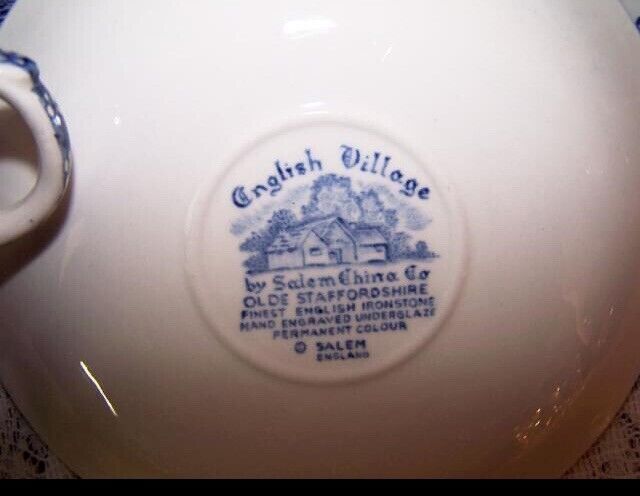 English Village
by Salem China Co
OLDE STAFFORDSHIRE
FINEST ENGLISH IRONSTONE
HAND ENGRAVED UNDERGLAZE
PERMANENT COLOUR
© SALEM
ENGLAND